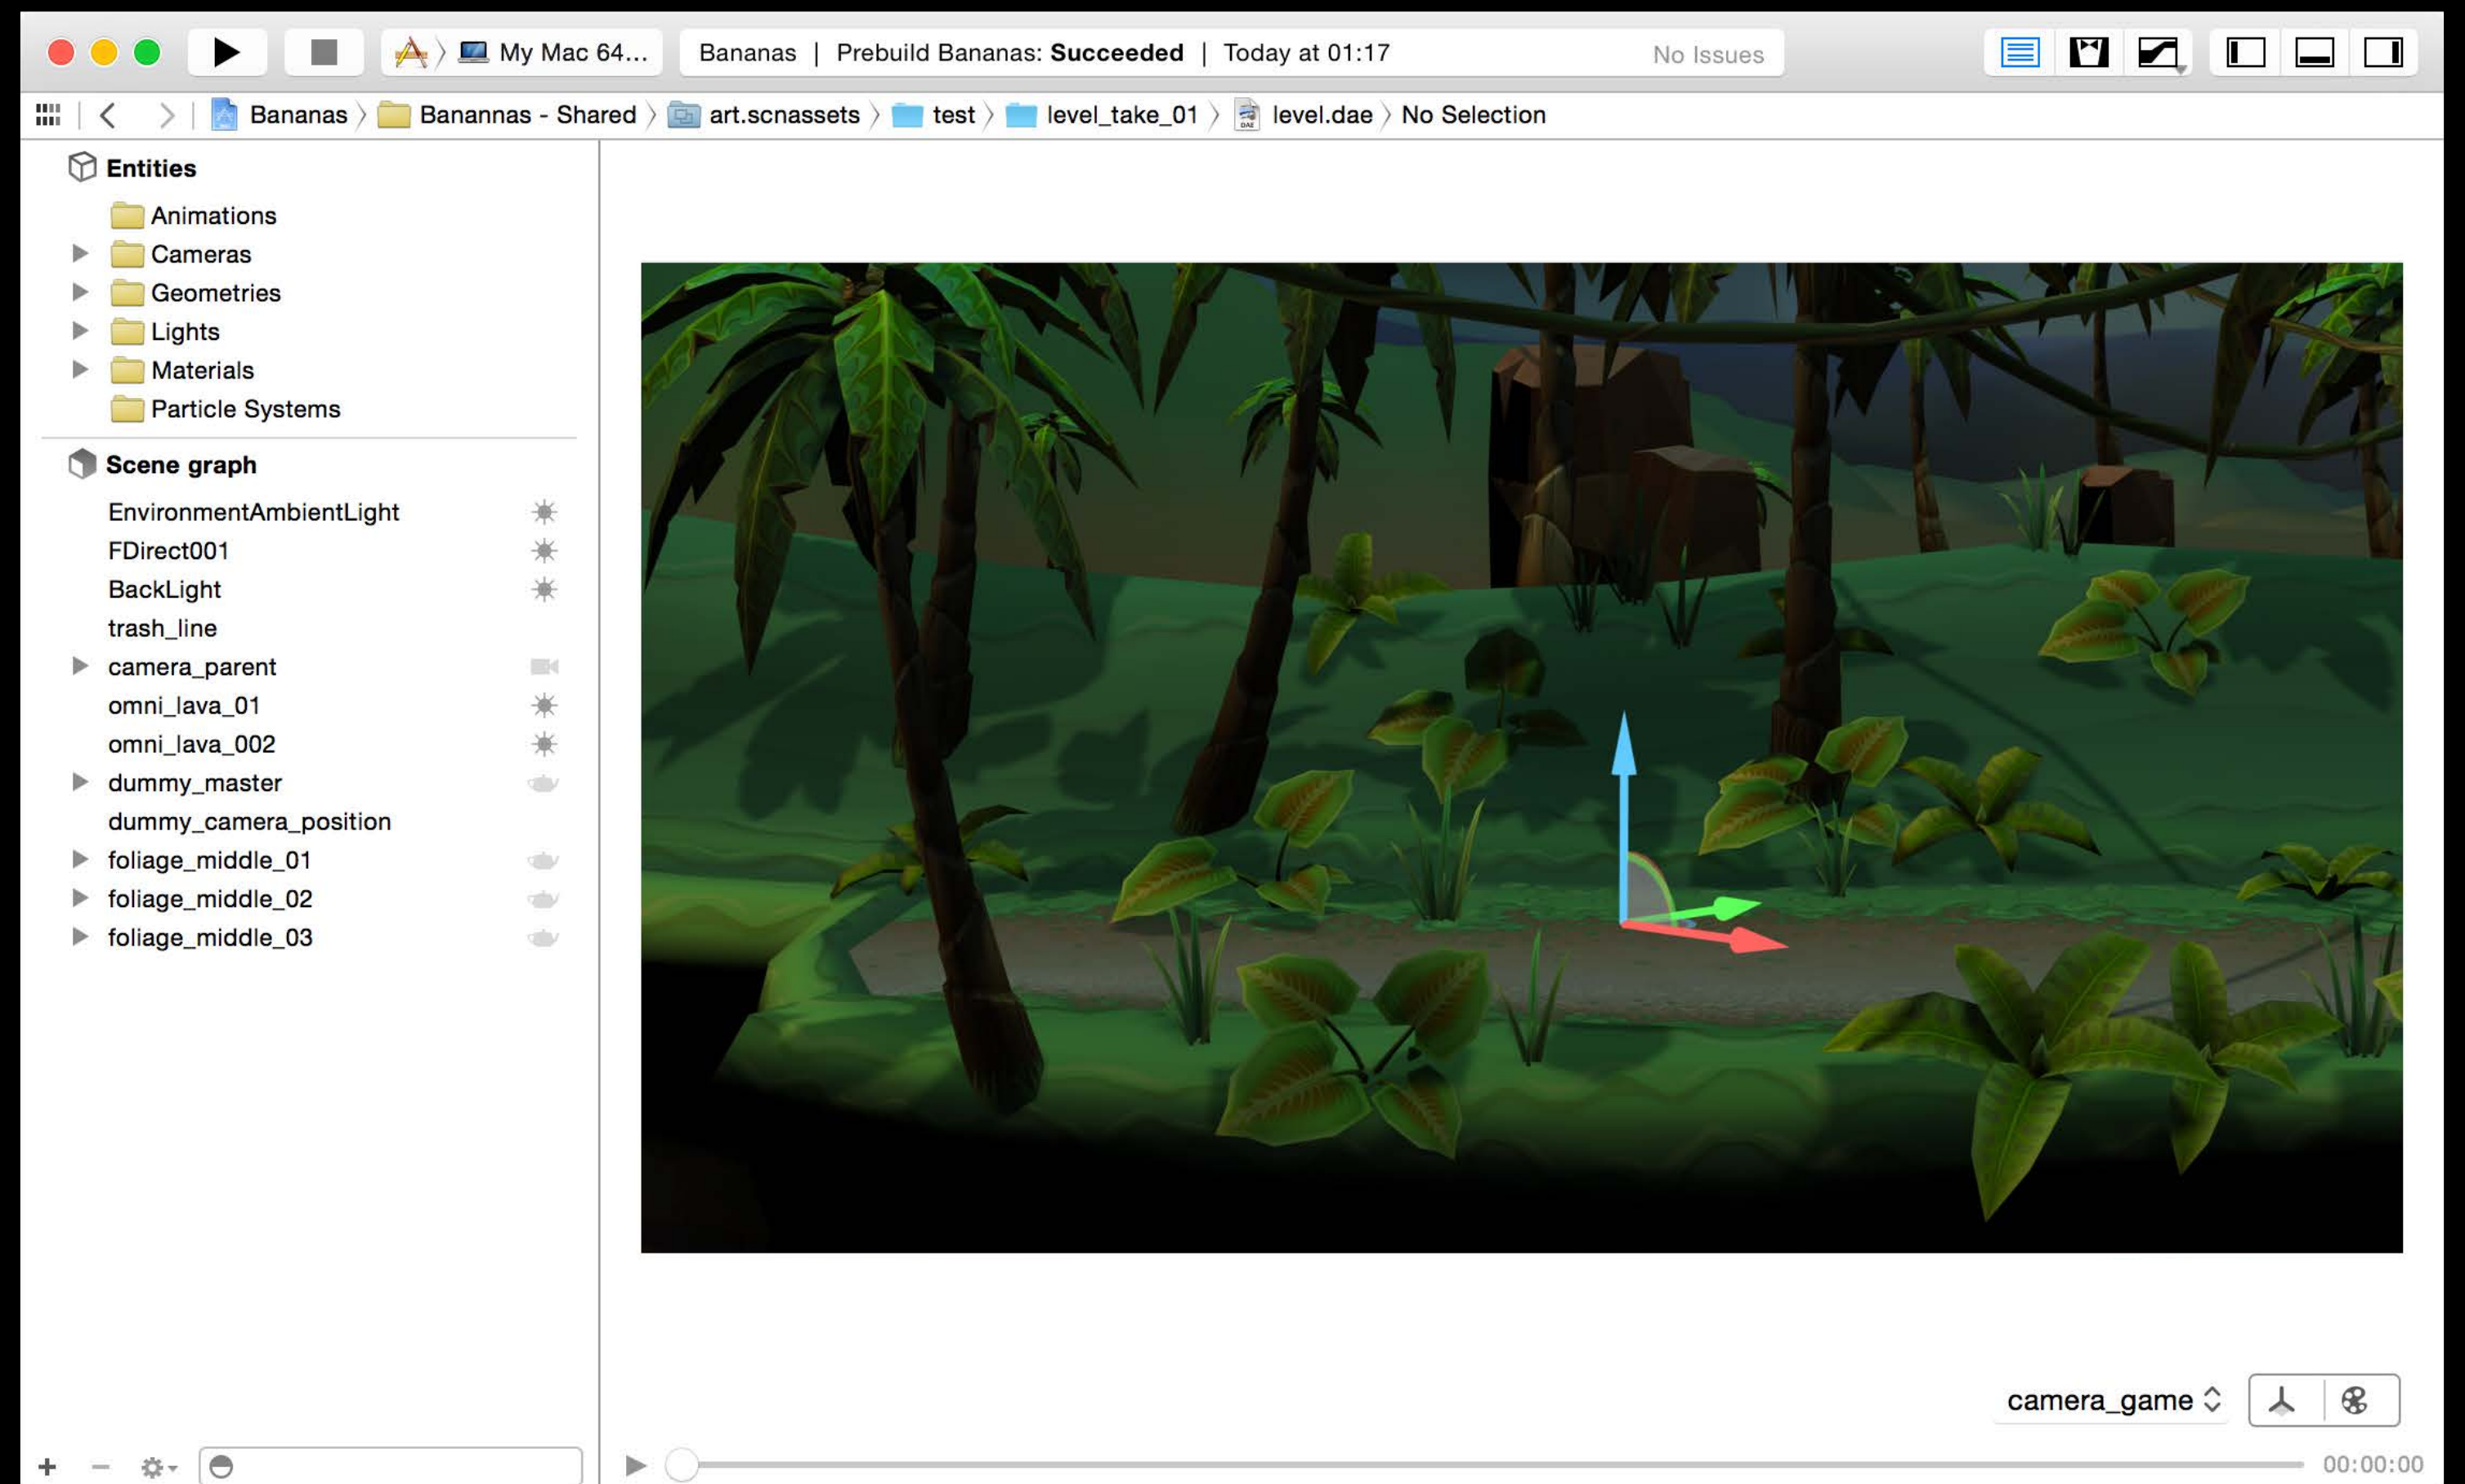 My Mac 64...
Bananas | Prebuild Bananas: Succeeded | Today at 01:17
No Issues
Bananas 〉 Banannas - Shared 〉 art.scnassets 〉 test 〉 level_take_01 〉 level.dae 〉 No Selection
Entities
Animations
Cameras
Geometries
Lights
Materials
Particle Systems
Scene graph
EnvironmentAmbientLight
FDirect001
BackLight
trash_line
camera_parent
omni_lava_01
omni_lava_002
dummy_master
dummy_camera_position
foliage_middle_01
foliage_middle_02
foliage_middle_03
camera_game
00:00:00